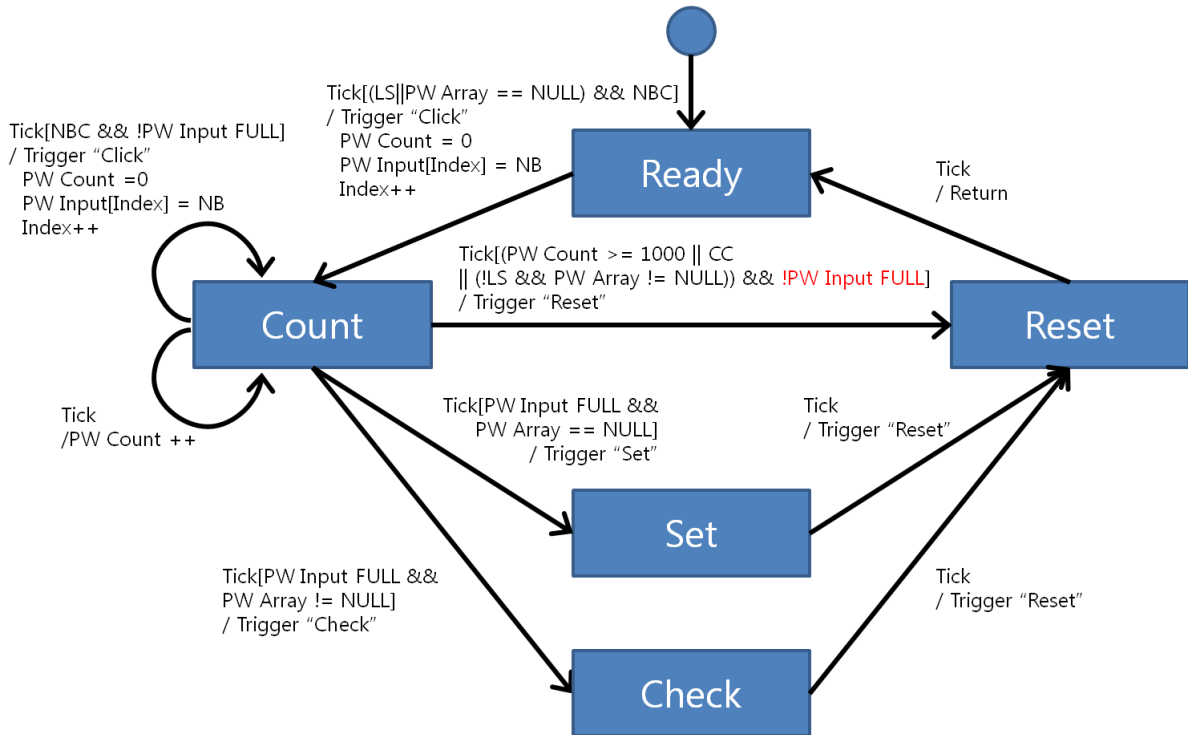 Tick[(LS||PW Array == NULL) && NBC]
/ Trigger “Click”
PW Count = 0
PW Input[Index] = NB
Index++
Tick[NBC && !PW Input FULL]
/ Trigger “Click”
PW Count =0
PW Input[Index] = NB
Index++
Ready
Tick
/ Return
Tick[(PW Count >= 1000 || CC
|| (!LS && PW Array != NULL)) && !PW Input FULL]
/ Trigger “Reset”
Count
Reset
Tick
/PW Count ++
Tick[PW Input FULL &&
PW Array == NULL]
/ Trigger “Set”
Tick
/ Trigger “Reset”
Set
Tick[PW Input FULL &&
PW Array != NULL]
/ Trigger “Check”
Tick
/ Trigger “Reset”
Check